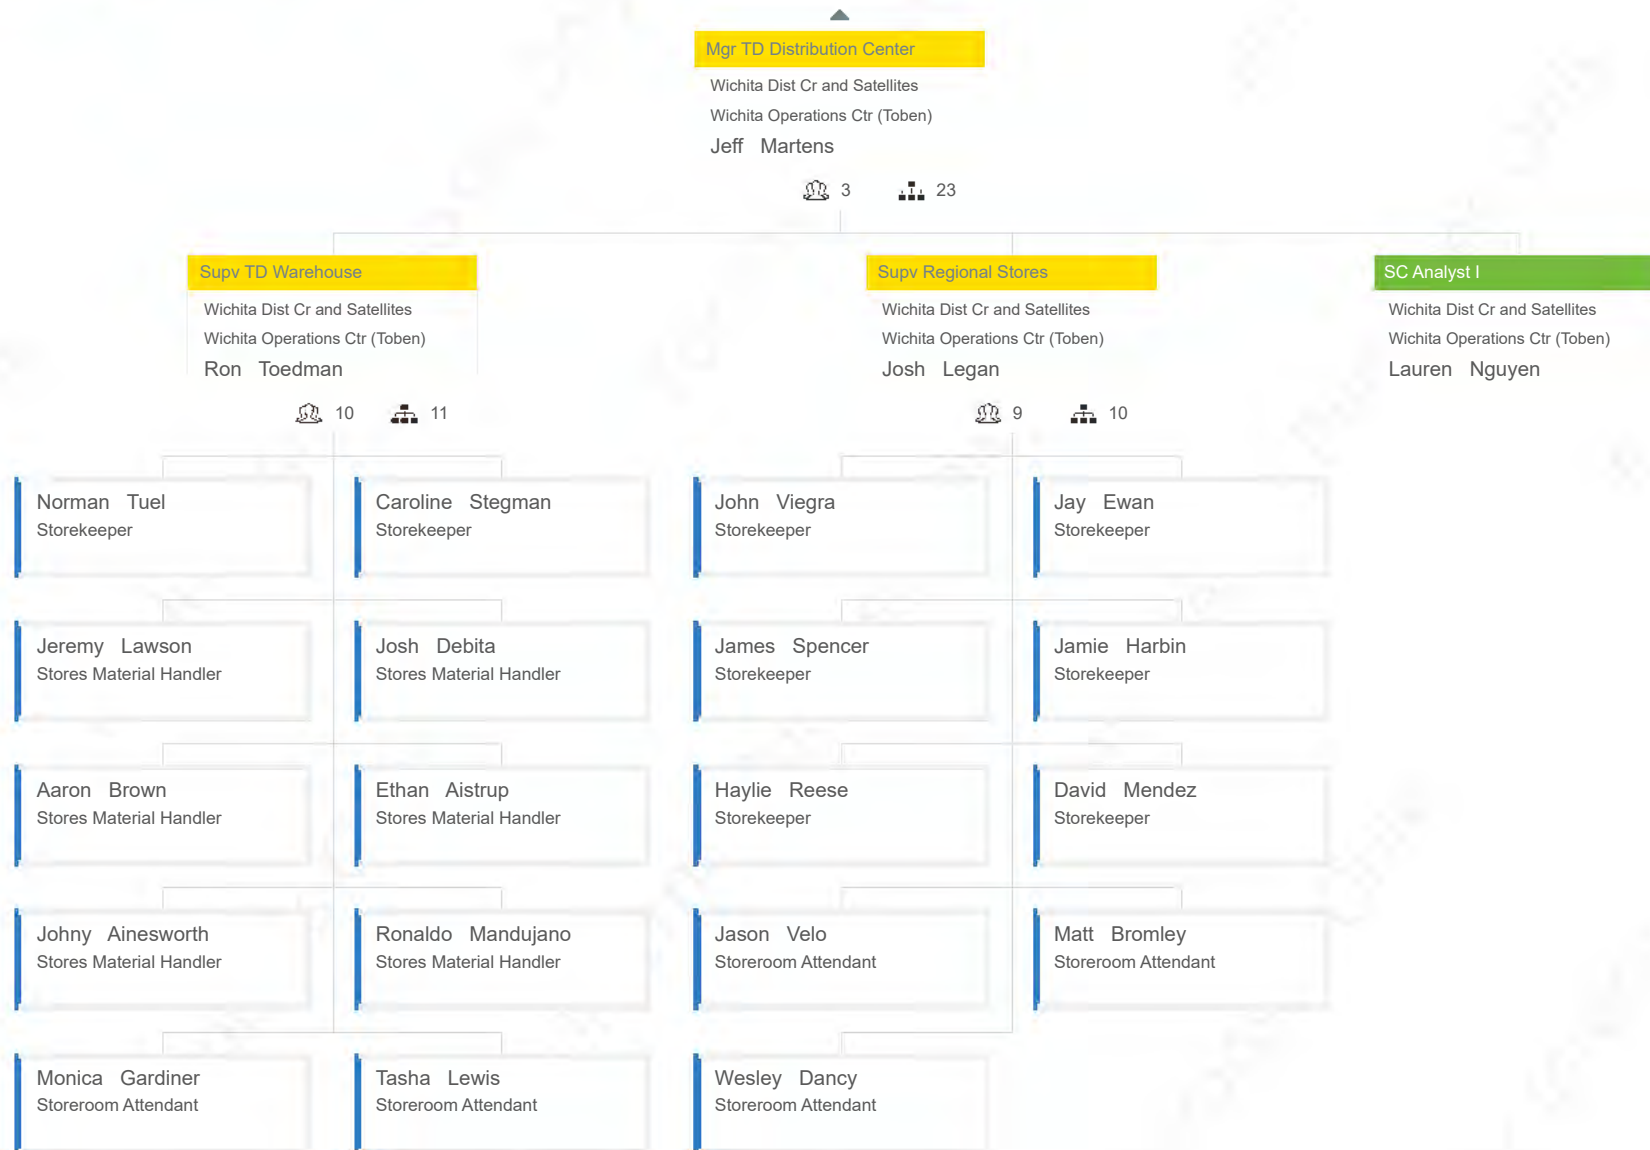 Mgr TD Distribution Center
Wichita Dist Cr and Satellites
Wichita Operations Ctr (Toben)
Jeff Martens
3 23
Supv TD Warehouse
Wichita Dist Cr and Satellites
Wichita Operations Ctr (Toben)
Ron Toedman
10 11
Supv Regional Stores
Wichita Dist Cr and Satellites
Wichita Operations Ctr (Toben)
Josh Legan
9 10
SC Analyst I
Wichita Dist Cr and Satellites
Wichita Operations Ctr (Toben)
Lauren Nguyen
Norman Tuel
Storekeeper
Caroline Stegman
Storekeeper
John Viegra
Storekeeper
Jay Ewan
Storekeeper
Jeremy Lawson
Stores Material Handler
Josh Debita
Stores Material Handler
James Spencer
Storekeeper
Jamie Harbin
Storekeeper
Aaron Brown
Stores Material Handler
Ethan Aistrup
Stores Material Handler
Haylie Reese
Storekeeper
David Mendez
Storekeeper
Johny Ainesworth
Stores Material Handler
Ronaldo Mandujano
Stores Material Handler
Jason Velo
Storeroom Attendant
Matt Bromley
Storeroom Attendant
Monica Gardiner
Storeroom Attendant
Tasha Lewis
Storeroom Attendant
Wesley Dancy
Storeroom Attendant